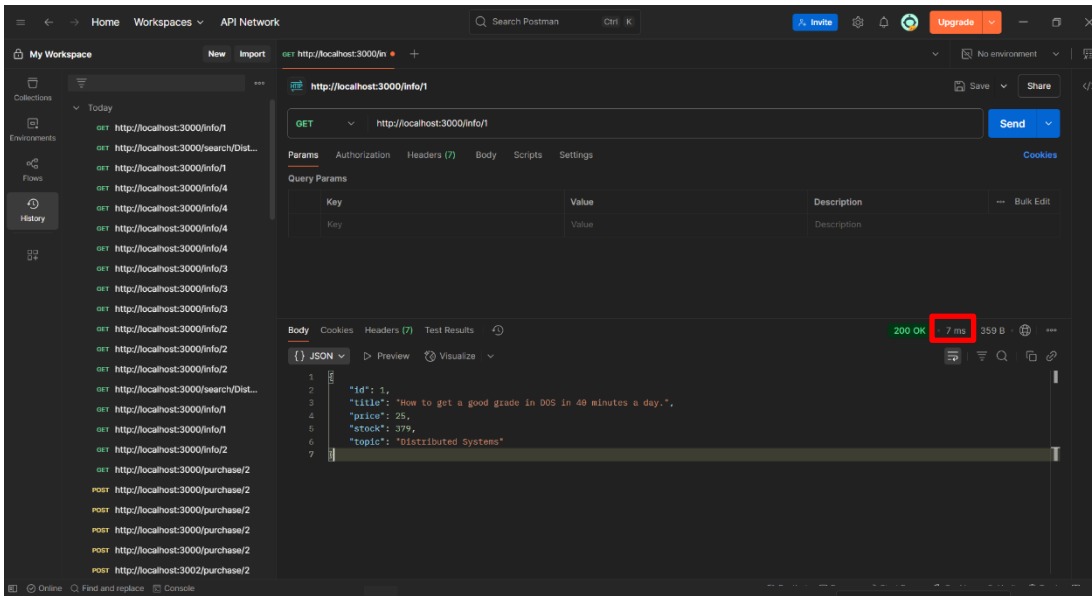 Home Workspaces API Network Search Postman Ctrl K Invite Upgrade
My Workspace New Import GET http://localhost:3000/in No environment
Collections
Environments
Flows
History
Today
GET http://localhost:3000/info/1
GET http://localhost:3000/search/Dist...
GET http://localhost:3000/info/1
GET http://localhost:3000/info/4
GET http://localhost:3000/info/4
GET http://localhost:3000/info/4
GET http://localhost:3000/info/4
GET http://localhost:3000/info/3
GET http://localhost:3000/info/3
GET http://localhost:3000/info/3
GET http://localhost:3000/info/2
GET http://localhost:3000/info/2
GET http://localhost:3000/info/2
GET http://localhost:3000/search/Dist...
GET http://localhost:3000/info/1
GET http://localhost:3000/info/1
GET http://localhost:3000/info/2
GET http://localhost:3000/purchase/2
POST http://localhost:3000/purchase/2
POST http://localhost:3000/purchase/2
POST http://localhost:3000/purchase/2
POST http://localhost:3000/purchase/2
POST http://localhost:3002/purchase/2
HTTP http://localhost:3000/info/1 Save Share
GET http://localhost:3000/info/1 Send
Params Authorization Headers (7) Body Scripts Settings Cookies
Query Params
Key Value Description Bulk Edit
Key Value Description
Body Cookies Headers (7) Test Results 200 OK 7 ms 359 B
{} JSON Preview Visualize
1 {
2 "id": 1,
3 "title": "How to get a good grade in DOS in 40 minutes a day.",
4 "price": 25,
5 "stock": 379,
6 "topic": "Distributed Systems"
7 }
Online Find and replace Console